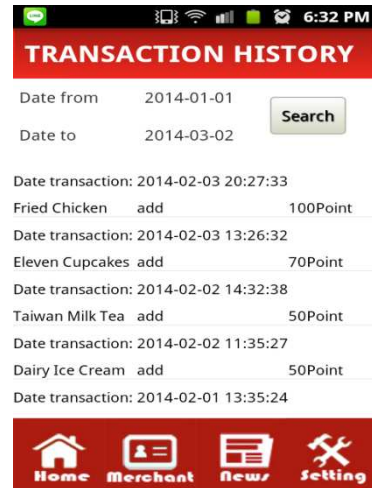 LINE
6:32 PM
TRANSACTION HISTORY
Date from 2014-01-01
Search
Date to 2014-03-02
Date transaction: 2014-02-03 20:27:33
Fried Chicken add 100Point
Date transaction: 2014-02-03 13:26:32
Eleven Cupcakes add 70Point
Date transaction: 2014-02-02 14:32:38
Taiwan Milk Tea add 50Point
Date transaction: 2014-02-02 11:35:27
Dairy Ice Cream add 50Point
Date transaction: 2014-02-01 13:35:24
Home Merchant News Setting